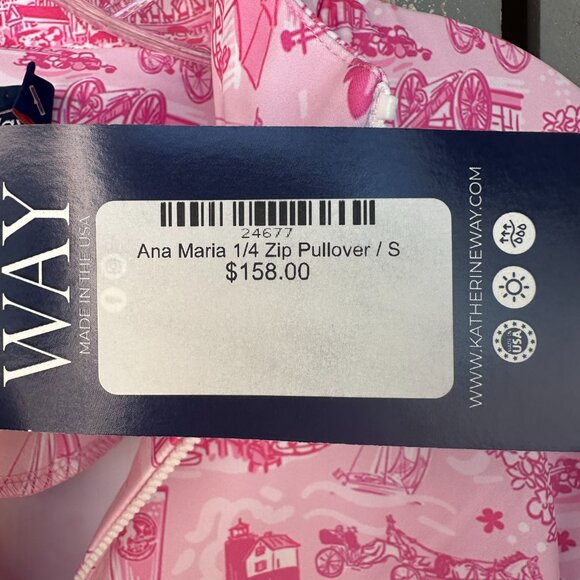 WAY
MADE IN THE USA
24677
Ana Maria 1/4 Zip Pullover / S
$158.00
WWW.KATHERINEWAY.COM
USA